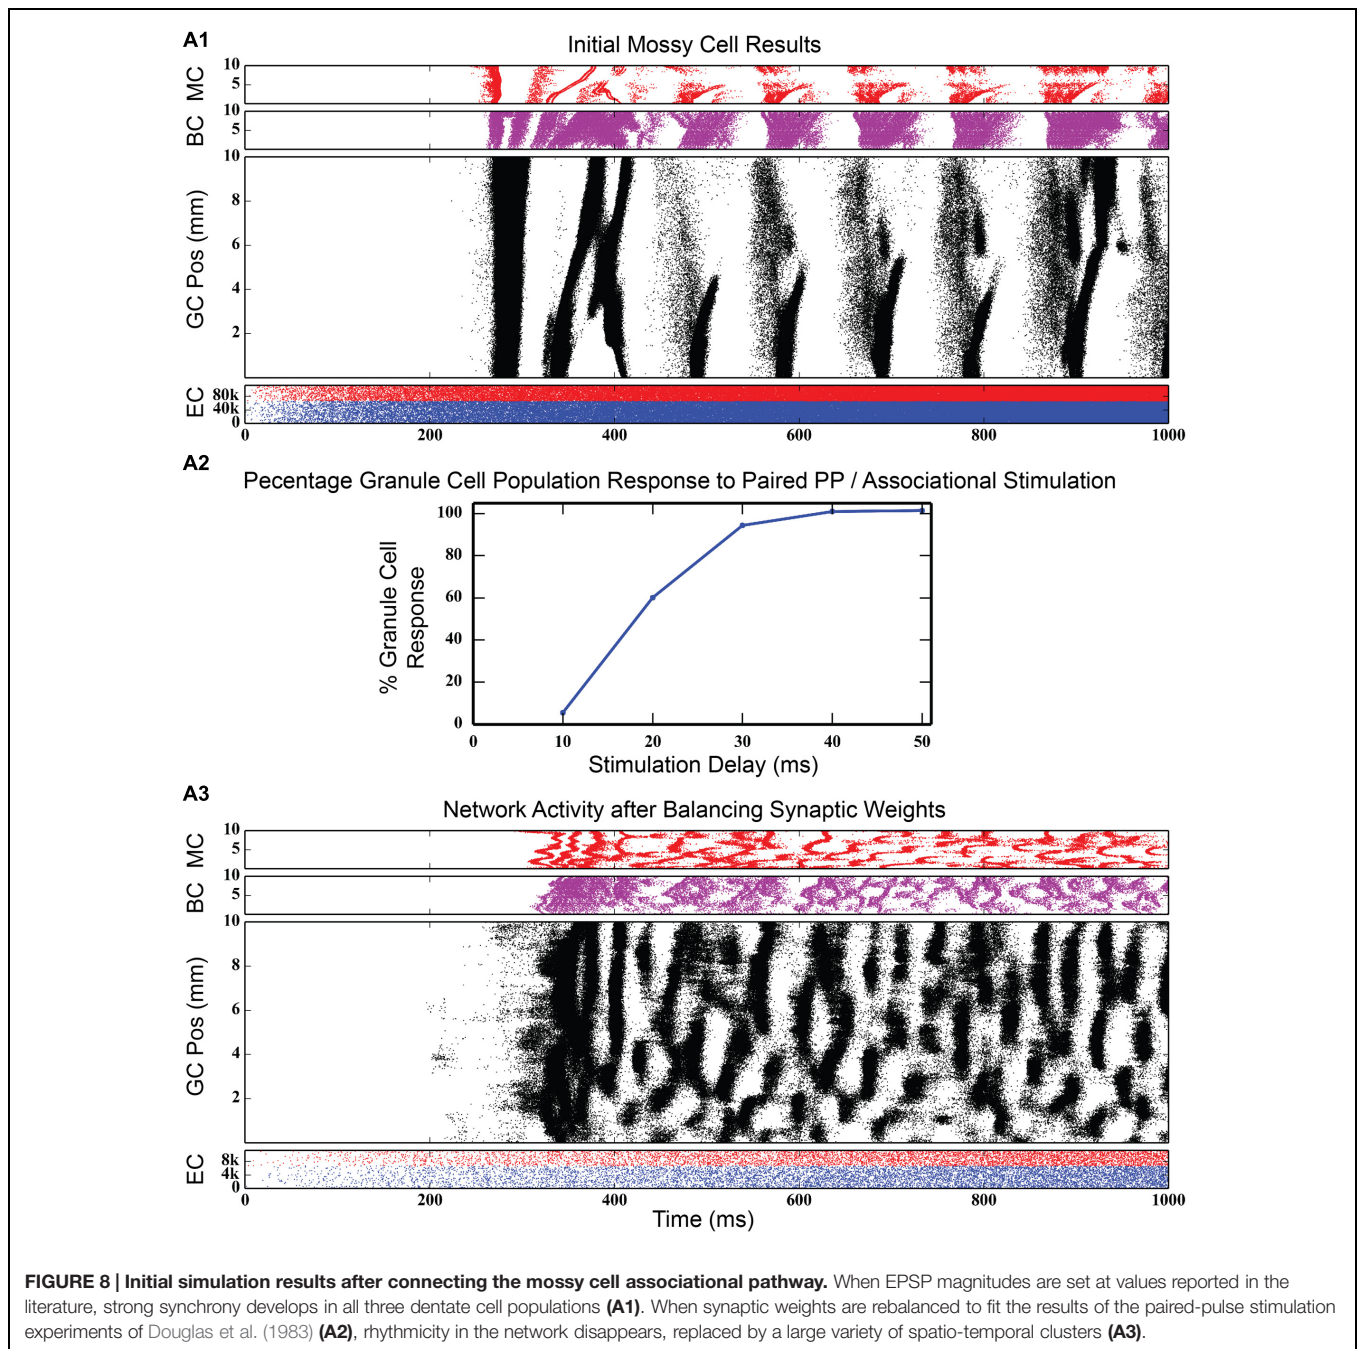 A1
Initial Mossy Cell Results
MC
10
5
BC
10
5
GC Pos (mm)
10
8
6
4
2
EC
80k
40k
0
0 200 400 600 800 1000
A2
Pecentage Granule Cell Population Response to Paired PP / Associational Stimulation
% Granule Cell
Response
100
80
60
40
20
0
0 10 20 30 40 50
Stimulation Delay (ms)
A3
Network Activity after Balancing Synaptic Weights
MC
10
5
BC
10
5
GC Pos (mm)
10
8
6
4
2
EC
8k
4k
0
0 200 400 600 800 1000
Time (ms)
FIGURE 8 | Initial simulation results after connecting the mossy cell associational pathway. When EPSP magnitudes are set at values reported in the
literature, strong synchrony develops in all three dentate cell populations (A1). When synaptic weights are rebalanced to fit the results of the paired-pulse stimulation
experiments of Douglas et al. (1983) (A2), rhythmicity in the network disappears, replaced by a large variety of spatio-temporal clusters (A3).